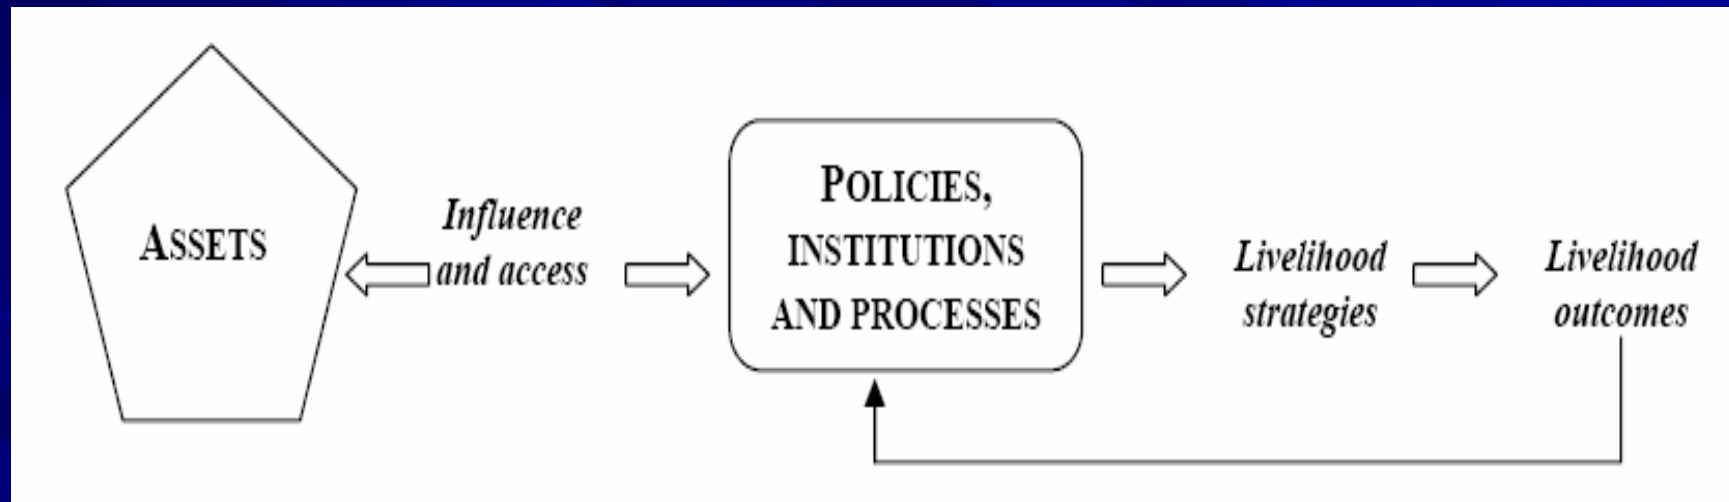 ASSETS
Influence
and access
POLICIES,
INSTITUTIONS
AND PROCESSES
Livelihood
strategies
Livelihood
outcomes